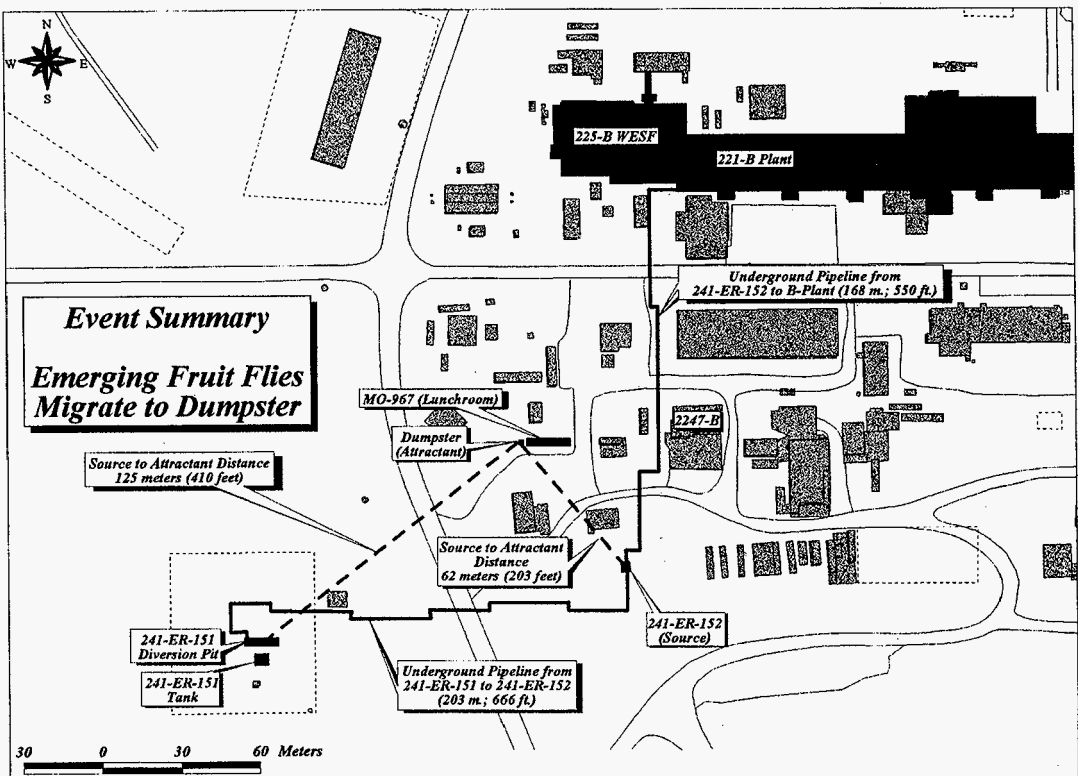 N
W E
S
225-B WESF
221-B Plant
Underground Pipeline from
241-ER-152 to B-Plant (168 m.; 550 ft.)
Event Summary
Emerging Fruit Flies
Migrate to Dumpster
MO-967 (Lunchroom)
Dumpster
(Attractant)
2247-B
Source to Attractant Distance
125 meters (410 feet)
Source to Attractant
Distance
62 meters (203 feet)
241-ER-152
(Source)
241-ER-151
Diversion Pit
241-ER-151
Tank
Underground Pipeline from
241-ER-151 to 241-ER-152
(203 m.; 666 ft.)
30 0 30 60 Meters